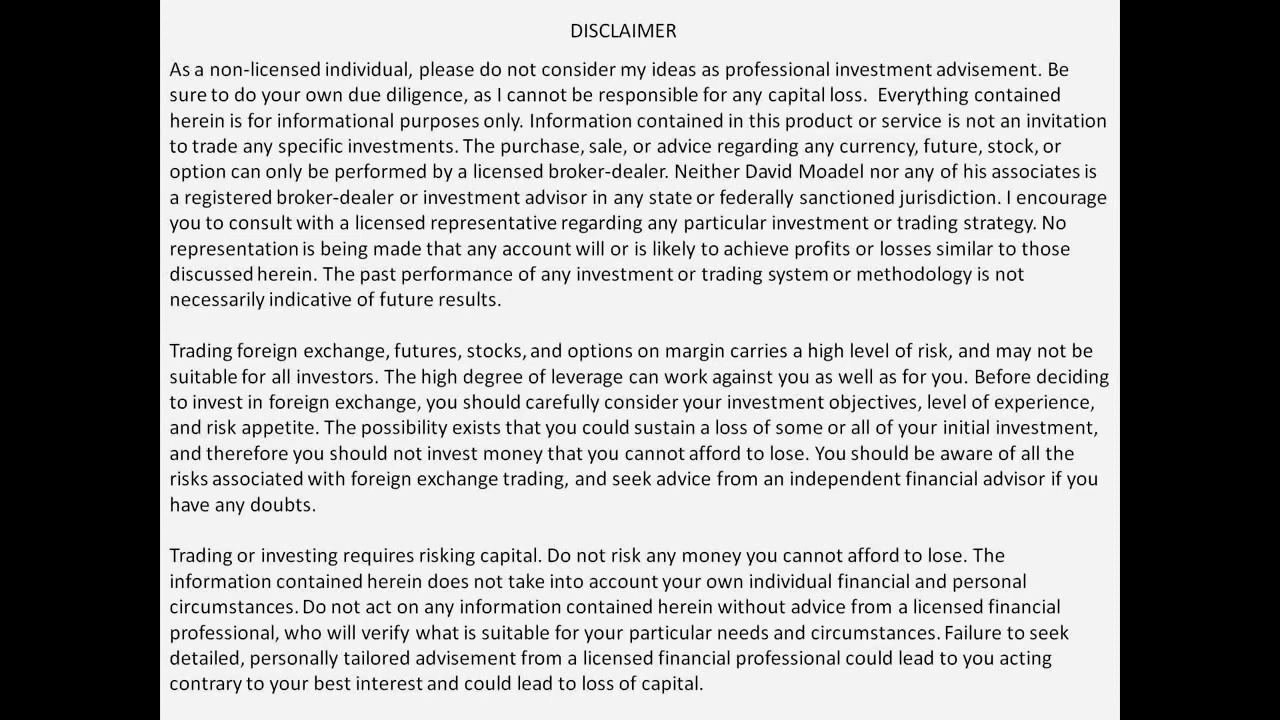 DISCLAIMER
As a non-licensed individual, please do not consider my ideas as professional investment advisement. Be
sure to do your own due diligence, as I cannot be responsible for any capital loss.  Everything contained
herein is for informational purposes only. Information contained in this product or service is not an invitation
to trade any specific investments. The purchase, sale, or advice regarding any currency, future, stock, or
option can only be performed by a licensed broker-dealer. Neither David Moadel nor any of his associates is
a registered broker-dealer or investment advisor in any state or federally sanctioned jurisdiction. I encourage
you to consult with a licensed representative regarding any particular investment or trading strategy. No
representation is being made that any account will or is likely to achieve profits or losses similar to those
discussed herein. The past performance of any investment or trading system or methodology is not
necessarily indicative of future results.
Trading foreign exchange, futures, stocks, and options on margin carries a high level of risk, and may not be
suitable for all investors. The high degree of leverage can work against you as well as for you. Before deciding
to invest in foreign exchange, you should carefully consider your investment objectives, level of experience,
and risk appetite. The possibility exists that you could sustain a loss of some or all of your initial investment,
and therefore you should not invest money that you cannot afford to lose. You should be aware of all the
risks associated with foreign exchange trading, and seek advice from an independent financial advisor if you
have any doubts.
Trading or investing requires risking capital. Do not risk any money you cannot afford to lose. The
information contained herein does not take into account your own individual financial and personal
circumstances. Do not act on any information contained herein without advice from a licensed financial
professional, who will verify what is suitable for your particular needs and circumstances. Failure to seek
detailed, personally tailored advisement from a licensed financial professional could lead to you acting
contrary to your best interest and could lead to loss of capital.